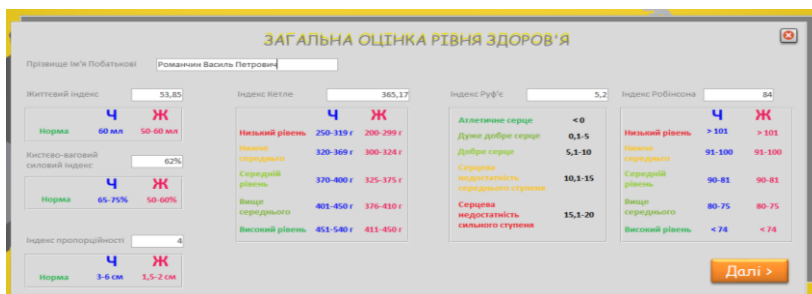 ЗАГАЛЬНА ОЦІНКА РІВНЯ ЗДОРОВ'Я
Прізвище Ім'я Побатькові Романчин Василь Петрович
Життєвий індекс 53,85
Ч Ж
Норма 60 мл 50-60 мл
Кистєво-ваговий
силовий індекс 62%
Ч Ж
Норма 65-75% 50-60%
Індекс пропорційності 4
Ч Ж
Норма 3-6 см 1,5-2 см
Індекс Кетле 365,17
Ч Ж
Низький рівень 250-319 г 200-299 г
Нижче
середнього 320-369 г 300-324 г
Середній
рівень 370-400 г 325-375 г
Вище
середнього 401-450 г 376-410 г
Високий рівень 451-540 г 411-450 г
Індекс Руф'є 5,2
Атлетичне серце < 0
Дуже добре серце 0,1-5
Добре серце 5,1-10
Серцева
недостатність
середнього ступеня 10,1-15
Серцева
недостатність
сильного ступеня 15,1-20
Індекс Робінсона 84
Ч Ж
Низький рівень > 101 > 101
Нижче
середнього 91-100 91-100
Середній
рівень 90-81 90-81
Вище
середнього 80-75 80-75
Високий рівень < 74 < 74
Далі >